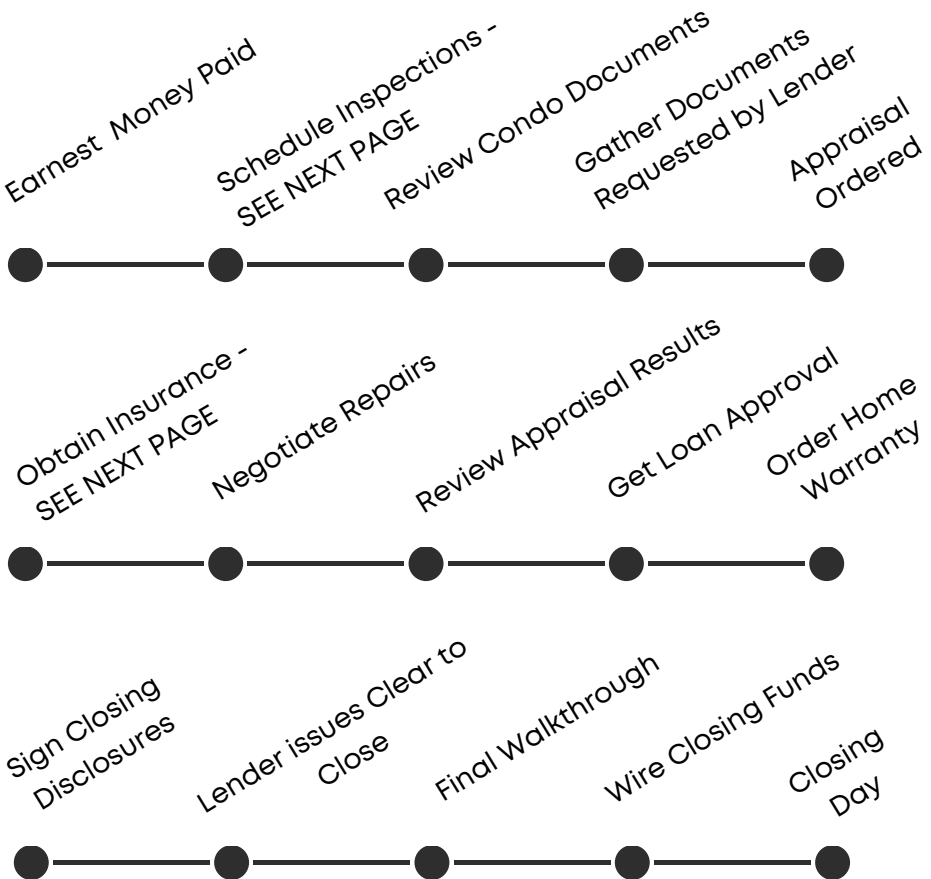 Earnest Money Paid
Schedule Inspections -
SEE NEXT PAGE
Review Condo Documents
Gather Documents
Requested by Lender
Appraisal
Ordered
Obtain Insurance -
SEE NEXT PAGE
Negotiate Repairs
Review Appraisal Results
Get Loan Approval
Order Home
Warranty
Sign Closing
Disclosures
Lender issues Clear to
Close
Final Walkthrough
Wire Closing Funds
Closing
Day